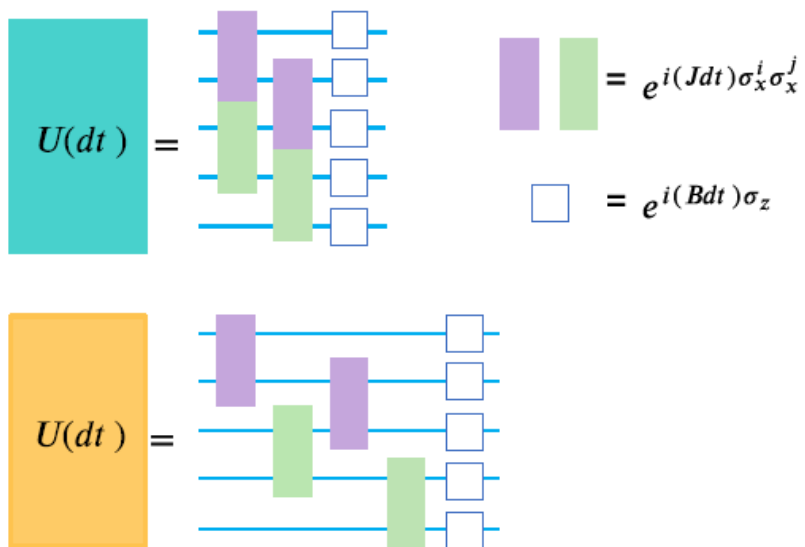 U(dt) =
= e^{i(Jdt)σ_x^i σ_x^j}
= e^{i(Bdt)σ_z}
U(dt) =